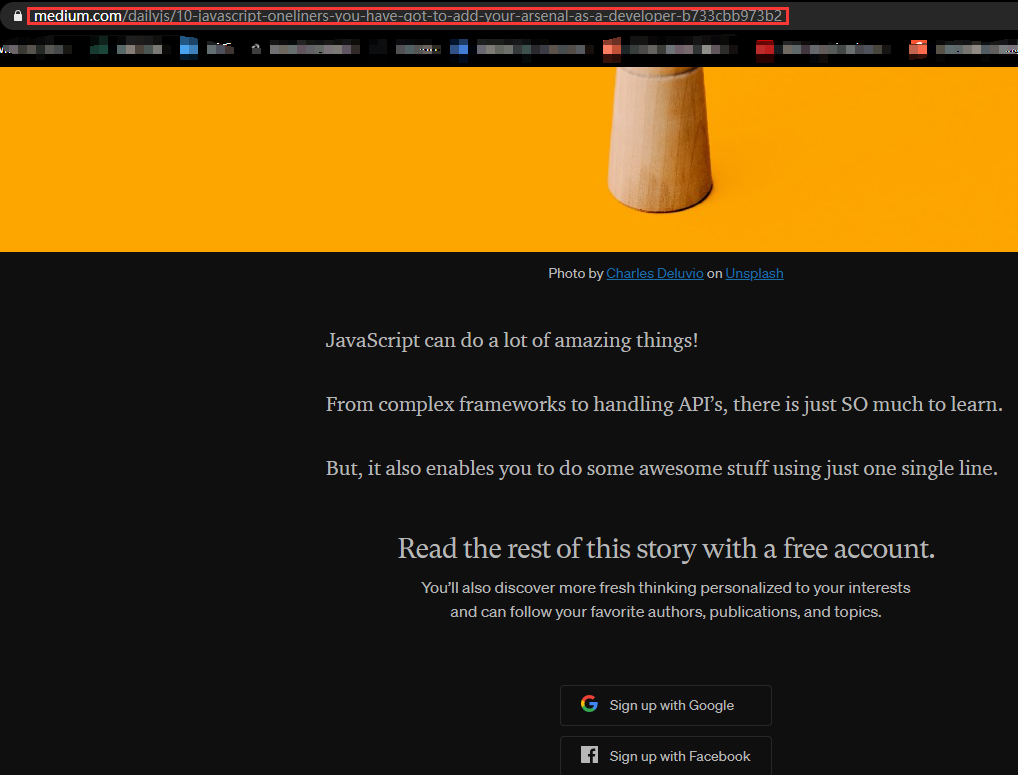 medium.com/dailyjs/10-javascript-oneliners-you-have-got-to-add-your-arsenal-as-a-developer-b733cbb973b2
Photo by Charles Deluvio on Unsplash
JavaScript can do a lot of amazing things!
From complex frameworks to handling API’s, there is just SO much to learn.
But, it also enables you to do some awesome stuff using just one single line.
Read the rest of this story with a free account.
You’ll also discover more fresh thinking personalized to your interests
and can follow your favorite authors, publications, and topics.
Sign up with Google
Sign up with Facebook